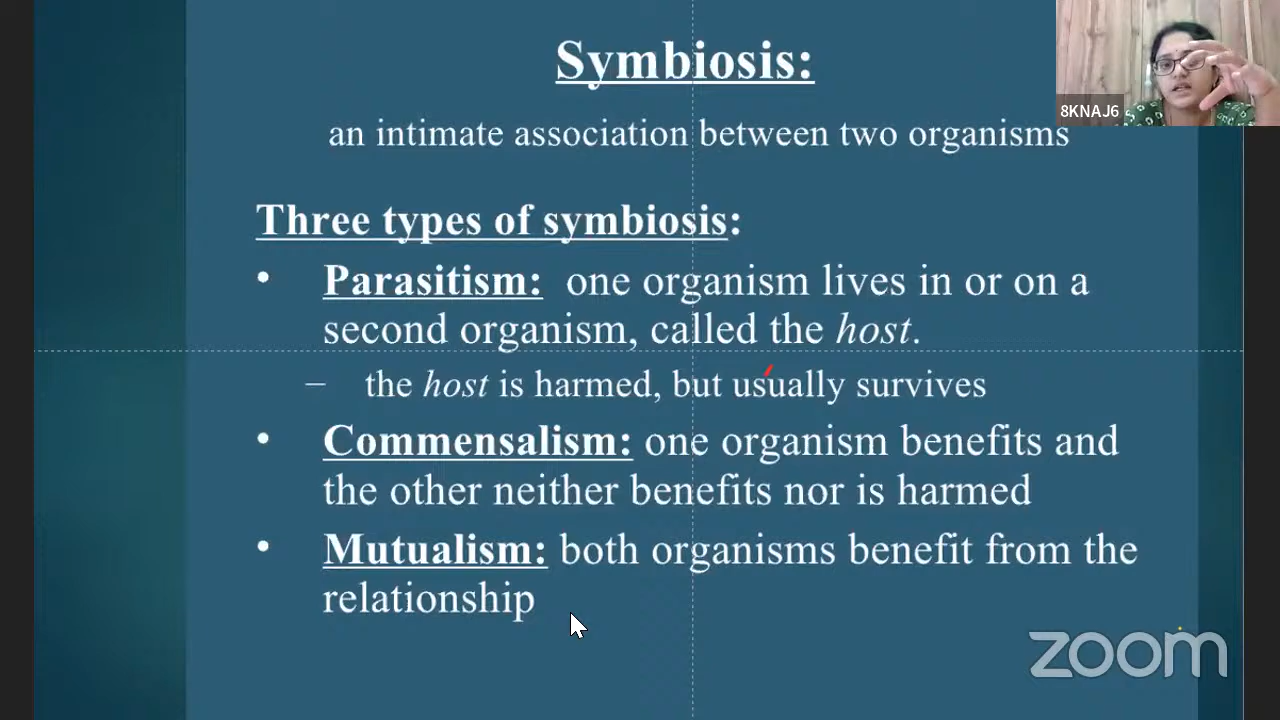 Symbiosis:
8KNAJ6
an intimate association between two organisms
Three types of symbiosis:
• Parasitism: one organism lives in or on a
second organism, called the host.
– the host is harmed, but usually survives
• Commensalism: one organism benefits and
the other neither benefits nor is harmed
• Mutualism: both organisms benefit from the
relationship
zoom